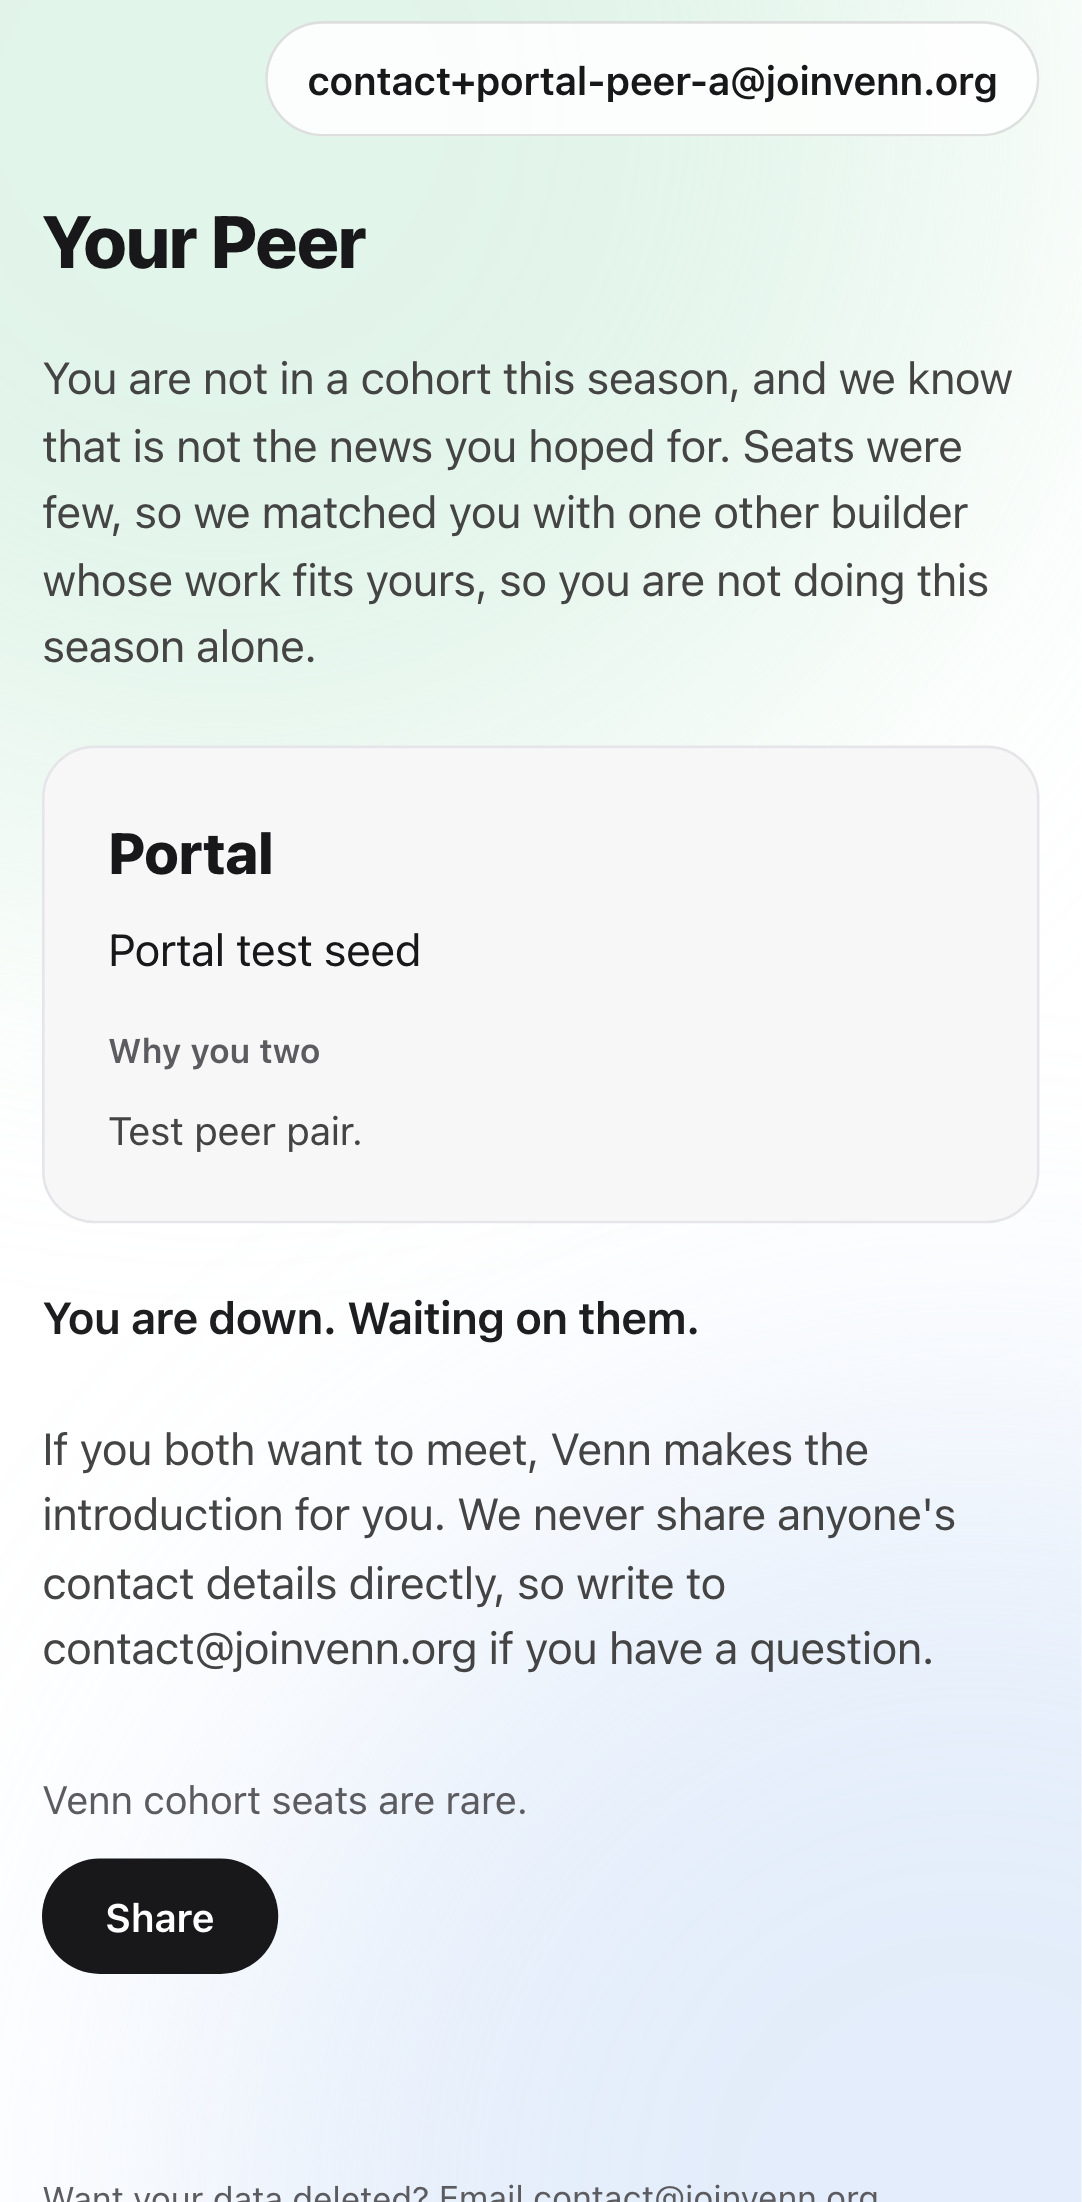 contact+portal-peer-a@joinvenn.org
Your Peer
You are not in a cohort this season, and we know
that is not the news you hoped for. Seats were
few, so we matched you with one other builder
whose work fits yours, so you are not doing this
season alone.
Portal
Portal test seed
Why you two
Test peer pair.
You are down. Waiting on them.
If you both want to meet, Venn makes the
introduction for you. We never share anyone's
contact details directly, so write to
contact@joinvenn.org if you have a question.
Venn cohort seats are rare.
Share
Want your data deleted? Email contact@joinvenn.org